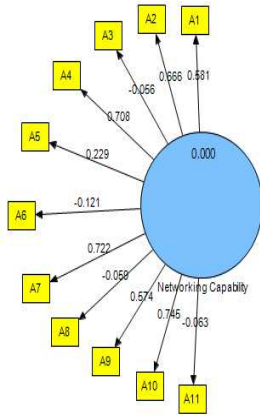 A1
A2
A3
A4
A5
A6
A7
A8
A9
A10
A11
0.581
0.666
-0.056
0.708
0.229
-0.121
0.722
-0.059
0.574
0.745
-0.063
0.000
Networking Capability